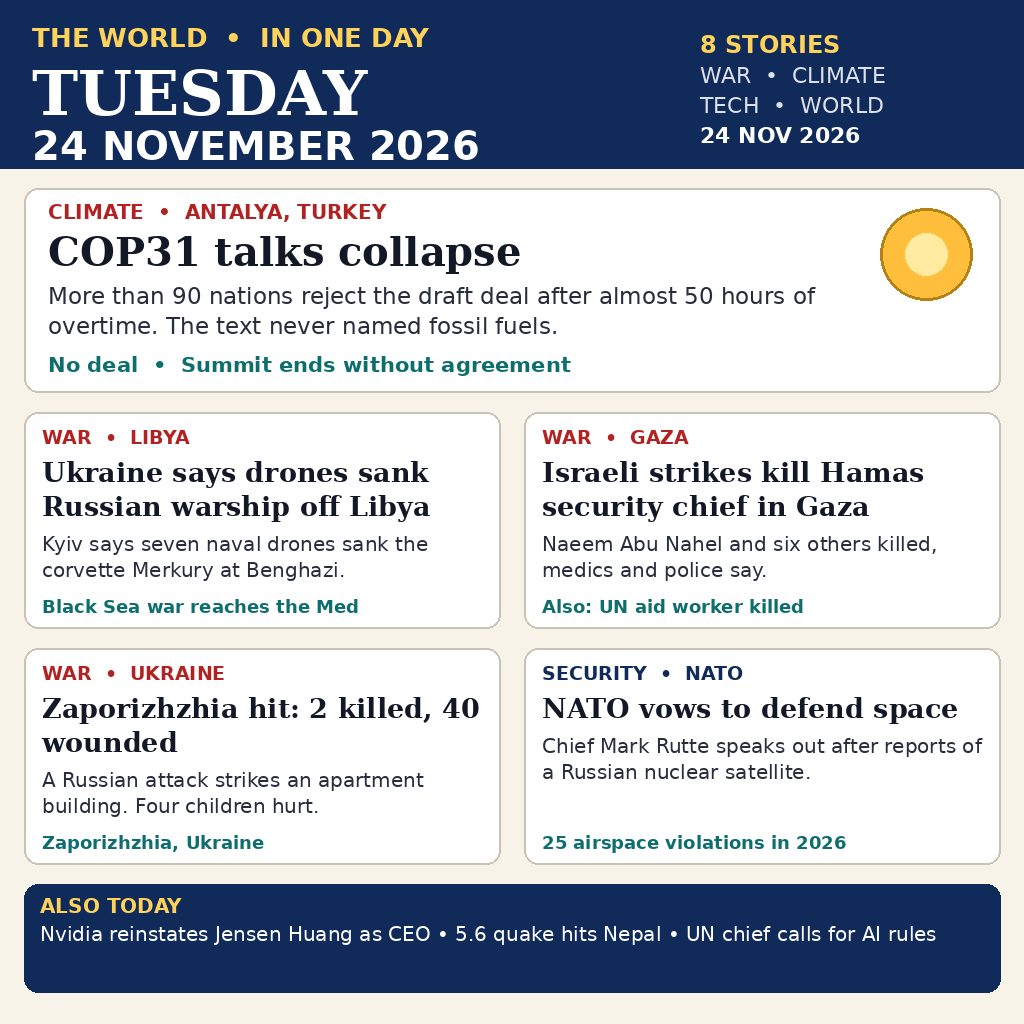 THE WORLD • IN ONE DAY
TUESDAY
24 NOVEMBER 2026
8 STORIES
WAR • CLIMATE
TECH • WORLD
24 NOV 2026
CLIMATE • ANTALYA, TURKEY
COP31 talks collapse
More than 90 nations reject the draft deal after almost 50 hours of
overtime. The text never named fossil fuels.
No deal • Summit ends without agreement
WAR • LIBYA
Ukraine says drones sank
Russian warship off Libya
Kyiv says seven naval drones sank the
corvette Merkury at Benghazi.
Black Sea war reaches the Med
WAR • GAZA
Israeli strikes kill Hamas
security chief in Gaza
Naeem Abu Nahel and six others killed,
medics and police say.
Also: UN aid worker killed
WAR • UKRAINE
Zaporizhzhia hit: 2 killed, 40
wounded
A Russian attack strikes an apartment
building. Four children hurt.
Zaporizhzhia, Ukraine
SECURITY • NATO
NATO vows to defend space
Chief Mark Rutte speaks out after reports of
a Russian nuclear satellite.
25 airspace violations in 2026
ALSO TODAY
Nvidia reinstates Jensen Huang as CEO • 5.6 quake hits Nepal • UN chief calls for AI rules